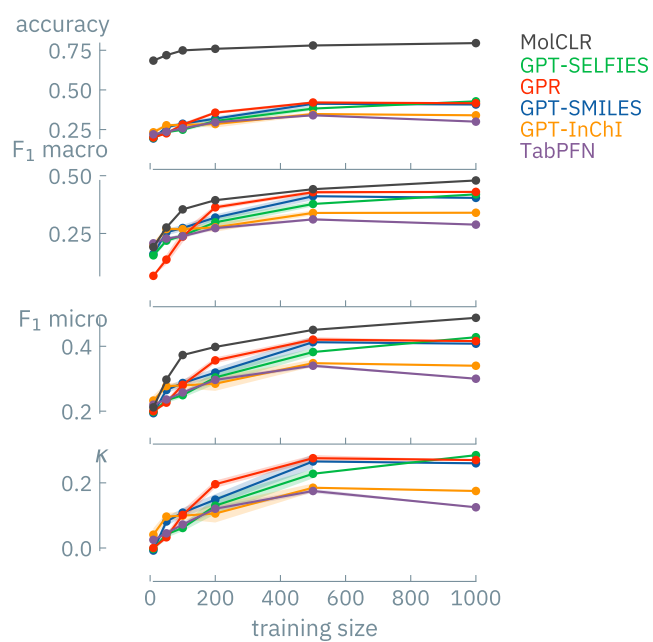 accuracy
0.75
0.50
0.25
F₁ macro
0.50
0.25
F₁ micro
0.4
0.2
κ
0.2
0.0
0 200 400 600 800 1000
training size
MolCLR
GPT-SELFIES
GPR
GPT-SMILES
GPT-InChI
TabPFN